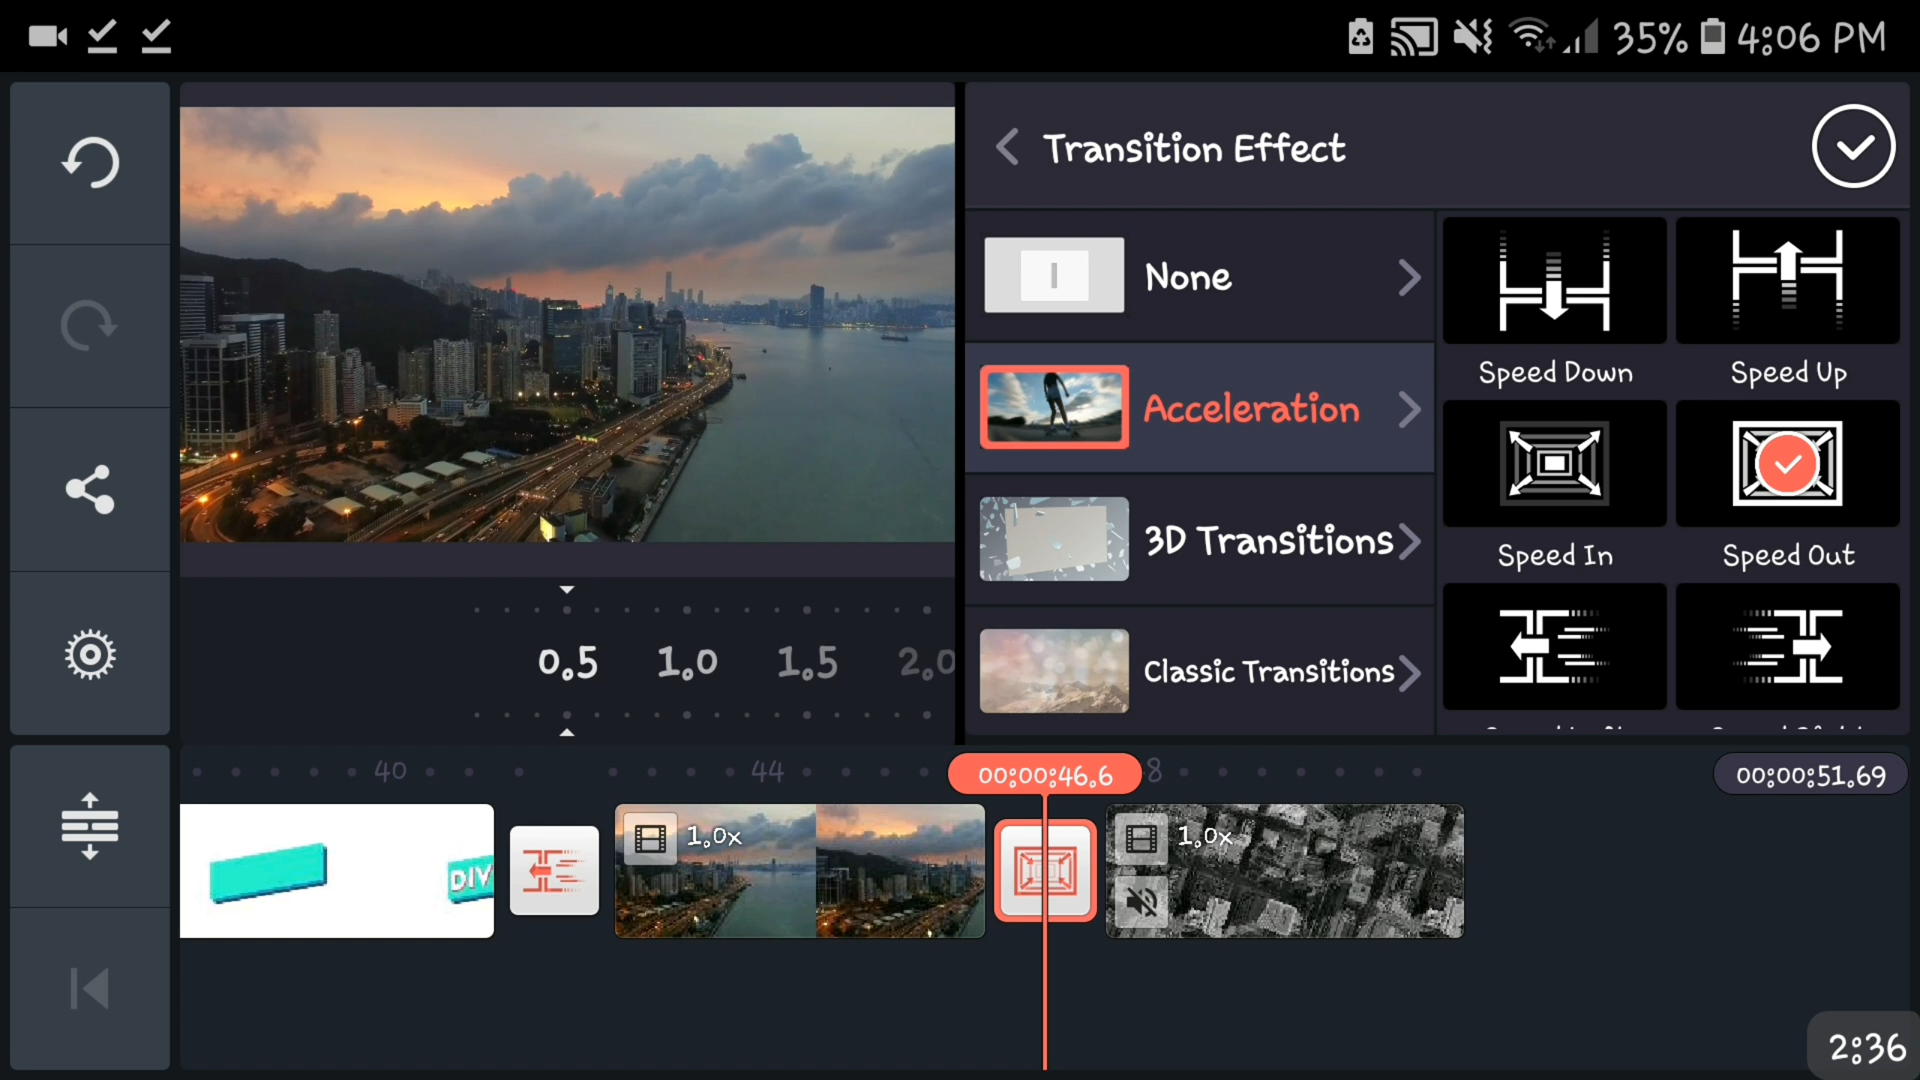 35% 4:06 PM
Transition Effect
None
Acceleration
3D Transitions
Classic Transitions
Speed Down
Speed Up
Speed In
Speed Out
0.5 1.0 1.5 2.0
40 44 8
00:00:46.6
00:00:51.69
DIV
1.0x
1.0x
2:36